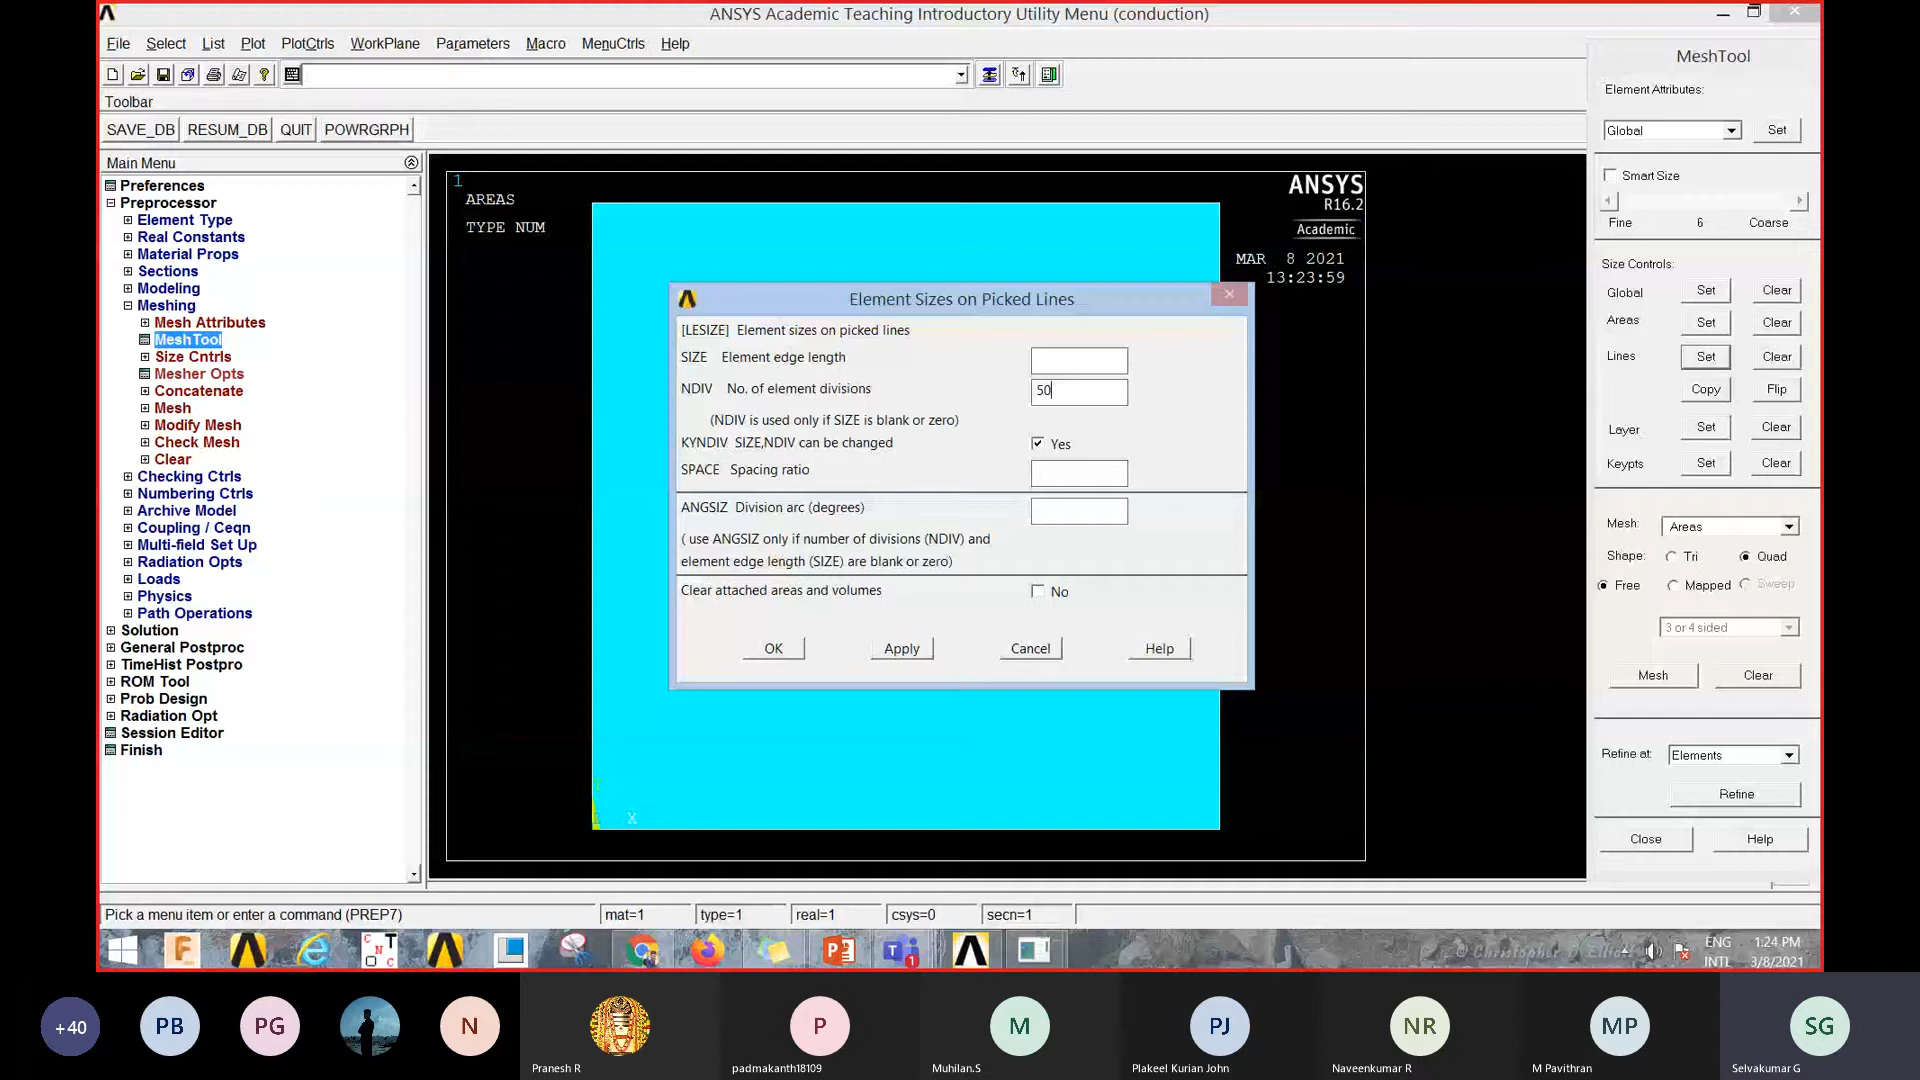 ANSYS Academic Teaching Introductory Utility Menu (conduction)
File Select List Plot PlotCtrls WorkPlane Parameters Macro MenuCtrls Help
Toolbar
SAVE_DB RESUM_DB QUIT POWRGRPH
Main Menu
Preferences
Preprocessor
Element Type
Real Constants
Material Props
Sections
Modeling
Meshing
Mesh Attributes
MeshTool
Size Cntrls
Mesher Opts
Concatenate
Mesh
Modify Mesh
Check Mesh
Clear
Checking Ctrls
Numbering Ctrls
Archive Model
Coupling / Ceqn
Multi-field Set Up
Radiation Opts
Loads
Physics
Path Operations
Solution
General Postproc
TimeHist Postpro
ROM Tool
Prob Design
Radiation Opt
Session Editor
Finish
1
AREAS
TYPE NUM
ANSYS
R16.2
Academic
MAR 8 2021
13:23:59
X
Element Sizes on Picked Lines
[LESIZE] Element sizes on picked lines
SIZE Element edge length
NDIV No. of element divisions 50
(NDIV is used only if SIZE is blank or zero)
KYNDIV SIZE,NDIV can be changed Yes
SPACE Spacing ratio
ANGSIZ Division arc (degrees)
( use ANGSIZ only if number of divisions (NDIV) and
element edge length (SIZE) are blank or zero)
Clear attached areas and volumes No
OK Apply Cancel Help
MeshTool
Element Attributes:
Global Set
Smart Size
Fine 6 Coarse
Size Controls:
Global Set Clear
Areas Set Clear
Lines Set Clear
Copy Flip
Layer Set Clear
Keypts Set Clear
Mesh: Areas
Shape: Tri Quad
Free Mapped Sweep
3 or 4 sided
Mesh Clear
Refine at: Elements
Refine
Close Help
Pick a menu item or enter a command (PREP7) mat=1 type=1 real=1 csys=0 secn=1
ENG 1:24 PM
INTL 3/8/2021
+40 PB PG N P M PJ NR MP SG
Pranesh R padmakanth18109 Muhilan.S Plakeel Kurian John Naveenkumar R M Pavithran Selvakumar G